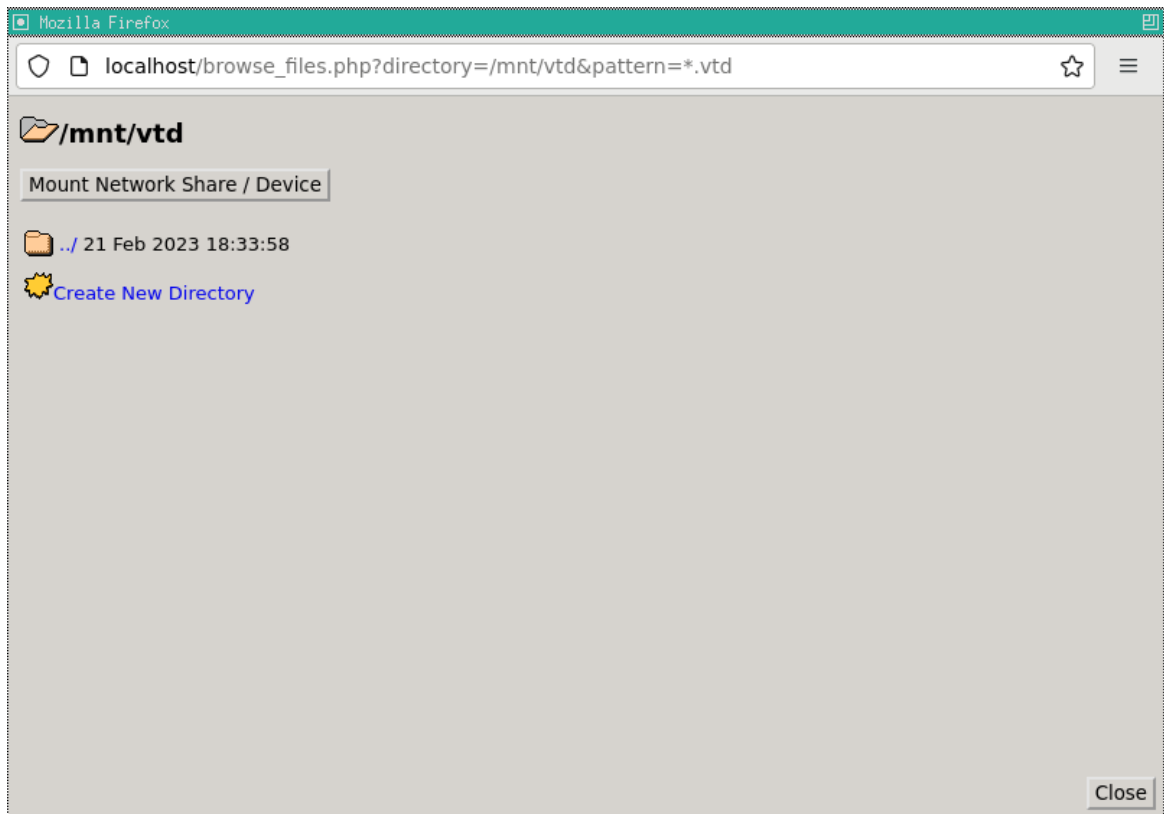 Mozilla Firefox
localhost/browse_files.php?directory=/mnt/vtd&pattern=*.vtd
/mnt/vtd
Mount Network Share / Device
../ 21 Feb 2023 18:33:58
Create New Directory
Close